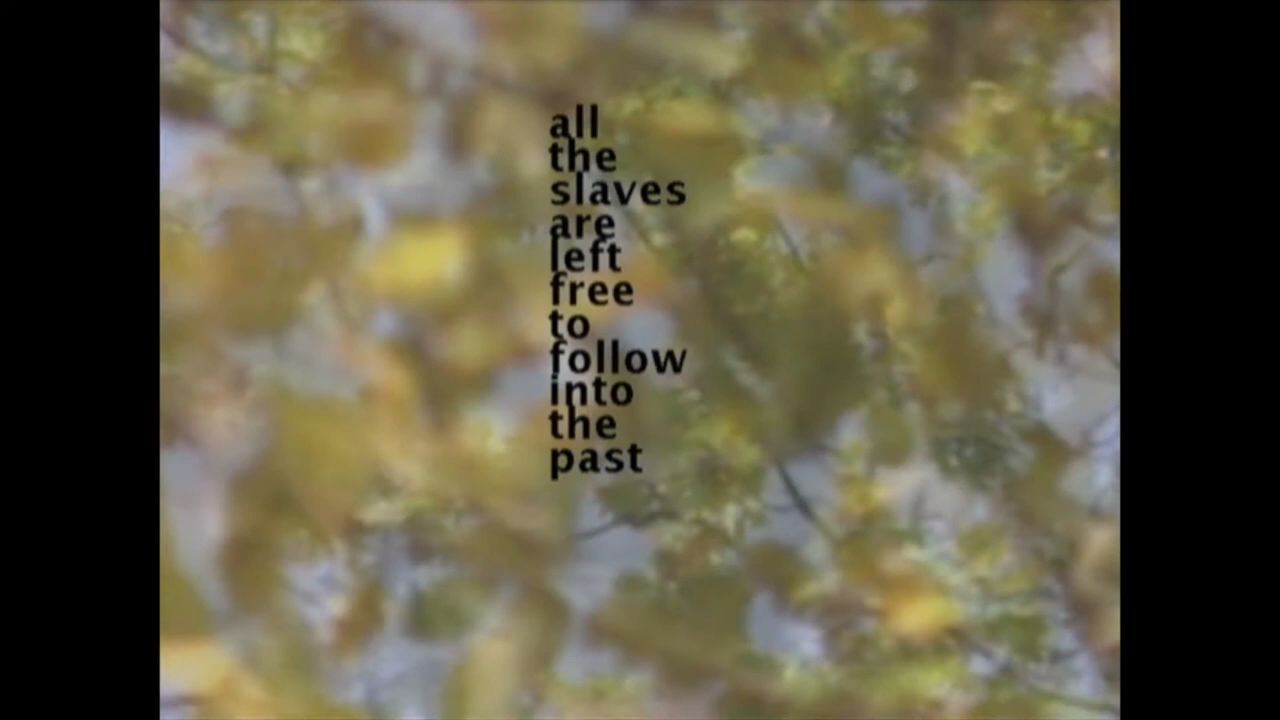 all
the
slaves
are
left
free
to
follow
into
the
past